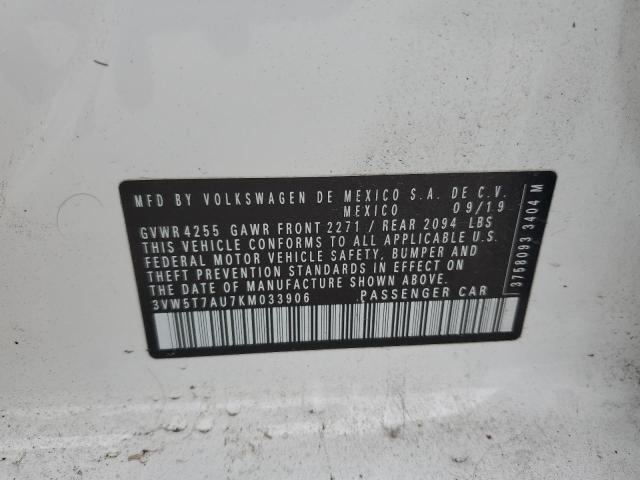 MFD BY VOLKSWAGEN DE MEXICO S.A. DE C.V.
MEXICO 09/19
GVWR 4255 GAWR FRONT 2271 / REAR 2094 LBS
THIS VEHICLE CONFORMS TO ALL APPLICABLE U.S.
FEDERAL MOTOR VEHICLE SAFETY, BUMPER AND
THEFT PREVENTION STANDARDS IN EFFECT ON
THE DATE OF MANUFACTURE SHOWN ABOVE.
3VW5T7AU7KM033906 PASSENGER CAR
3758093 3404 M